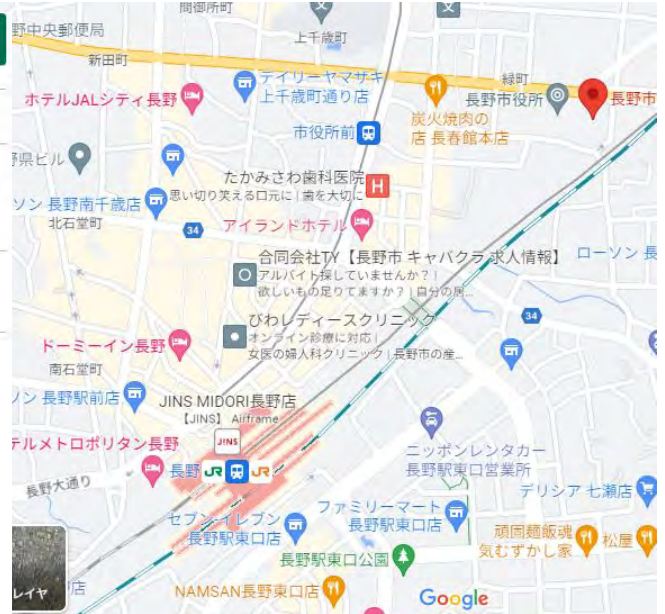 問御所町
野中央郵便局
上千歳町
新田町
デイリーヤマザキ
上千歳町通り店
緑町
ホテルJALシティ長野
長野市役所
長野市
炭火焼肉の
店 長春館本店
市役所前
県ビル
たかみさわ歯科医院
思い切り笑える口元に|歯を大切に
ソン 長野南千歳店
北石堂町
アイランドホテル
34
合同会社TY【長野市 キャバクラ 求人情報】
アルバイト探していませんか?|
欲しいもの足りてますか?|自分の居...
ローソン 長
びわレディースクリニック
オンライン診療に対応|
女医の婦人科クリニック|長野市の産...
34
ドーミーイン長野
南石堂町
ソン 長野駅前店
JINS MIDORI長野店
【JINS】 Airframe
JINS
テルメトロポリタン長野
長野 JR JR
ニッポンレンタカー
長野駅東口営業所
長野大通り
デリシア 七瀬店
セブン-イレブン
長野駅東口店
ファミリーマート
長野駅東口店
頑固麺飯魂
気むずかし家
松屋
長野駅東口公園
レイヤ
店
NAMSAN長野東口店
Google